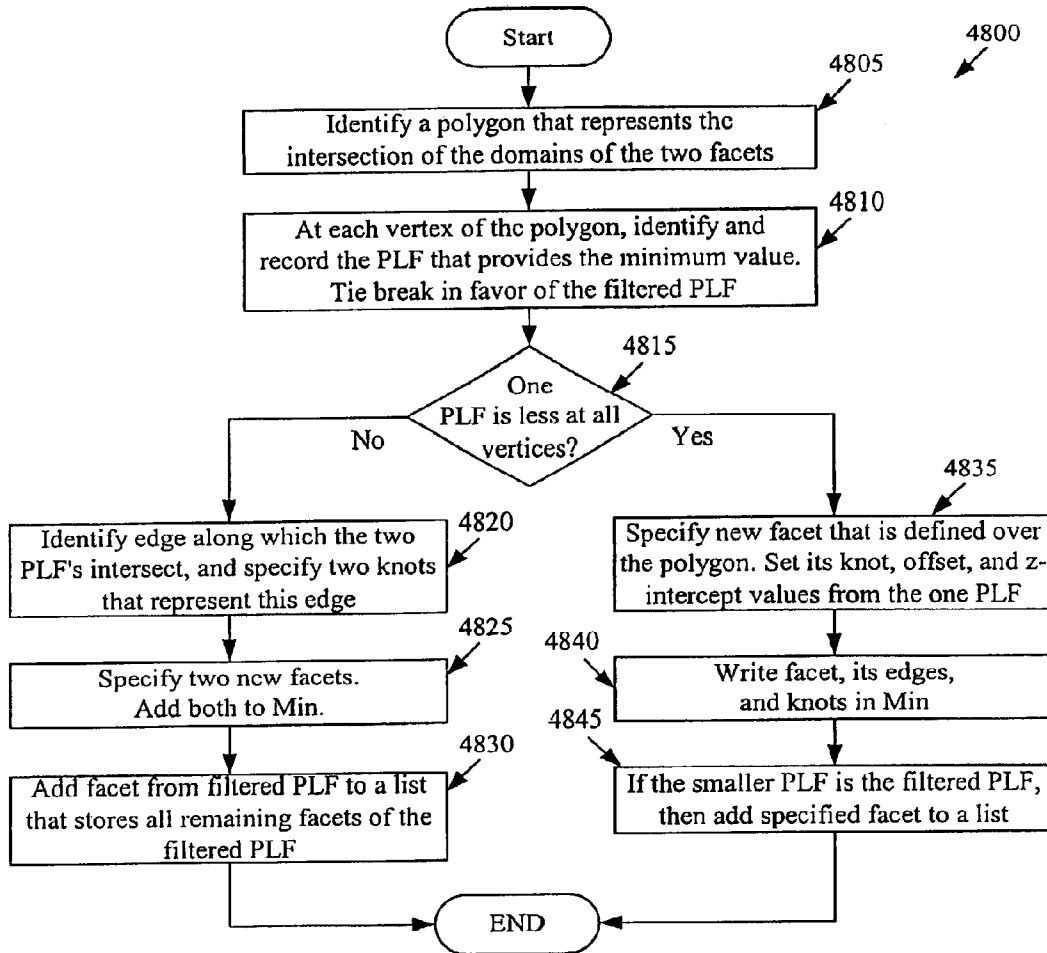 Start
4800
4805
Identify a polygon that represents the
intersection of the domains of the two facets
4810
At each vertex of the polygon, identify and
record the PLF that provides the minimum value.
Tie break in favor of the filtered PLF
4815
One
PLF is less at all
vertices?
No
Yes
4820
Identify edge along which the two
PLF's intersect, and specify two knots
that represent this edge
4825
Specify two new facets.
Add both to Min.
4830
Add facet from filtered PLF to a list
that stores all remaining facets of the
filtered PLF
4835
Specify new facet that is defined over
the polygon. Set its knot, offset, and z-
intercept values from the one PLF
4840
Write facet, its edges,
and knots in Min
4845
If the smaller PLF is the filtered PLF,
then add specified facet to a list
END